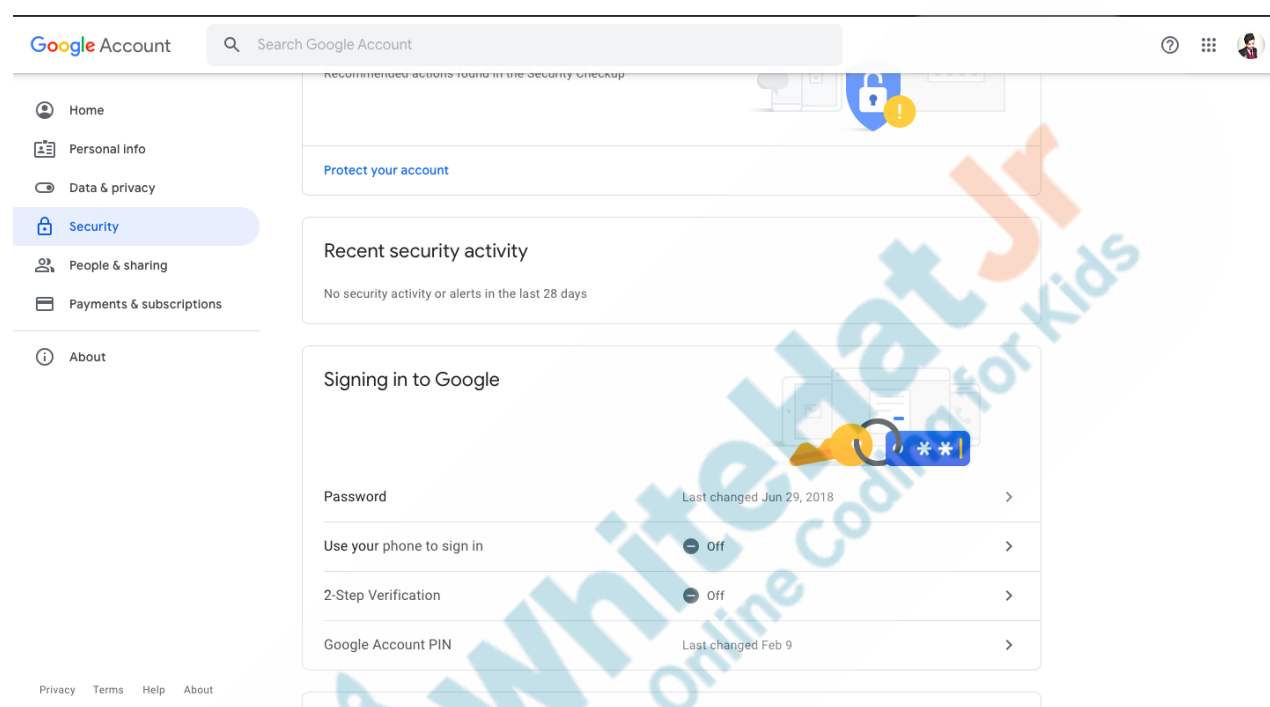 Google Account
Search Google Account
Recommended actions found in the Security Checkup
Home
Personal info
Data & privacy
Security
People & sharing
Payments & subscriptions
About
Protect your account
Recent security activity
No security activity or alerts in the last 28 days
Signing in to Google
**|
Password Last changed Jun 29, 2018
Use your phone to sign in Off
2-Step Verification Off
Google Account PIN Last changed Feb 9
Privacy Terms Help About
WhiteHat Jr
Online Coding for Kids